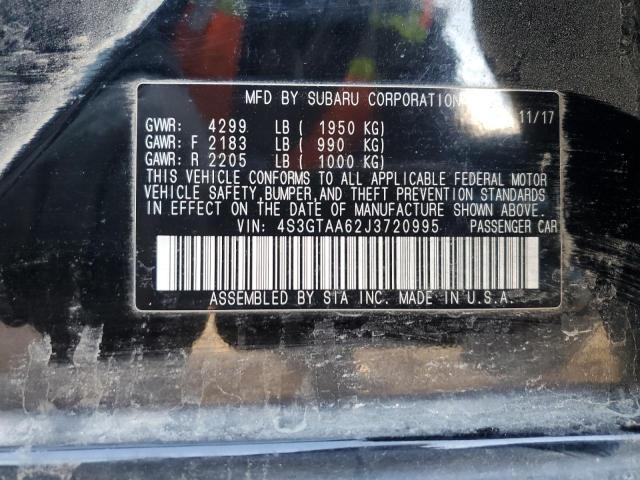 MFD BY SUBARU CORPORATION 11/17
GVWR: 4299 LB ( 1950 KG)
GAWR: F 2183 LB ( 990 KG)
GAWR: R 2205 LB ( 1000 KG)
THIS VEHICLE CONFORMS TO ALL APPLICABLE FEDERAL MOTOR
VEHICLE SAFETY,BUMPER,AND THEFT PREVENTION STANDARDS
IN EFFECT ON THE DATE OF MANUFACTURE SHOWN ABOVE.
VIN: 4S3GTAA62J3720995 PASSENGER CAR
ASSEMBLED BY SIA INC. MADE IN U.S.A.